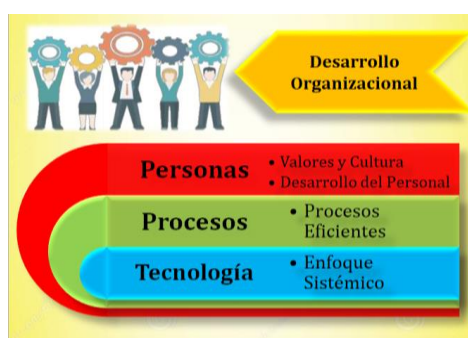 Desarrollo
Organizacional
Personas
• Valores y Cultura
• Desarrollo del Personal
Procesos
• Procesos
Eficientes
Tecnología
• Enfoque
Sistémico